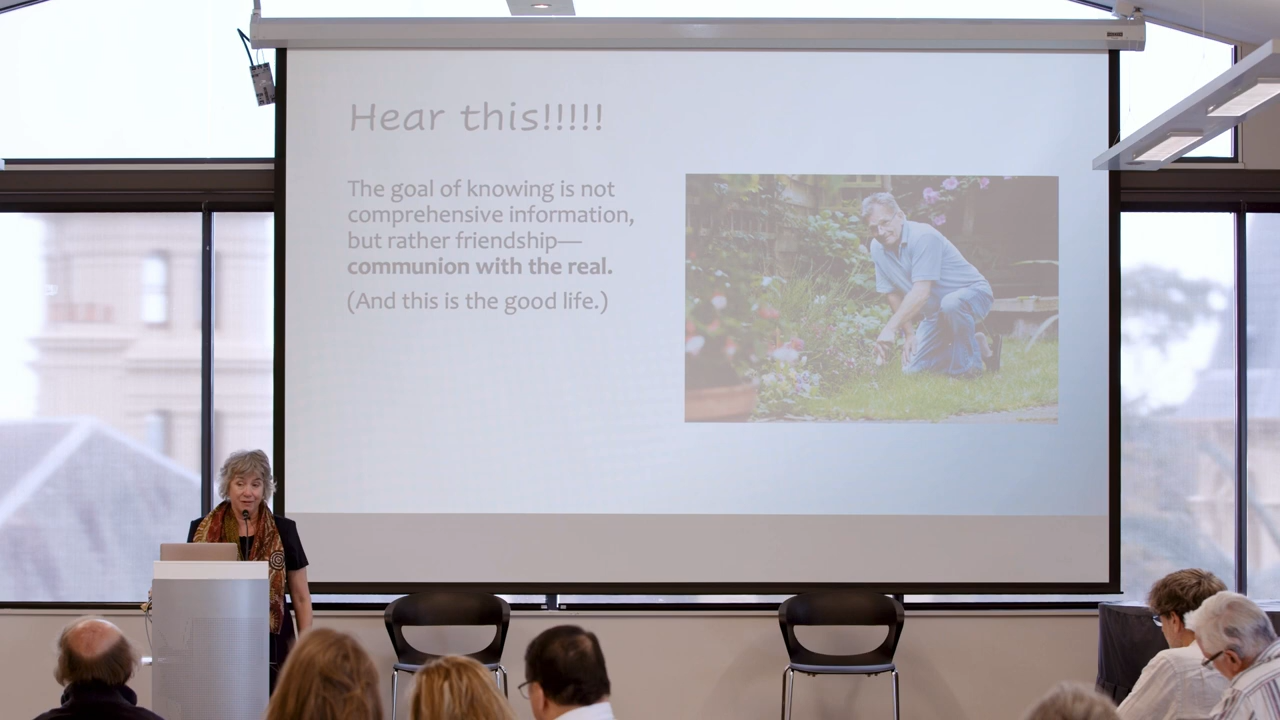 Hear this!!!!!
The goal of knowing is not
comprehensive information,
but rather friendship—
communion with the real.
(And this is the good life.)